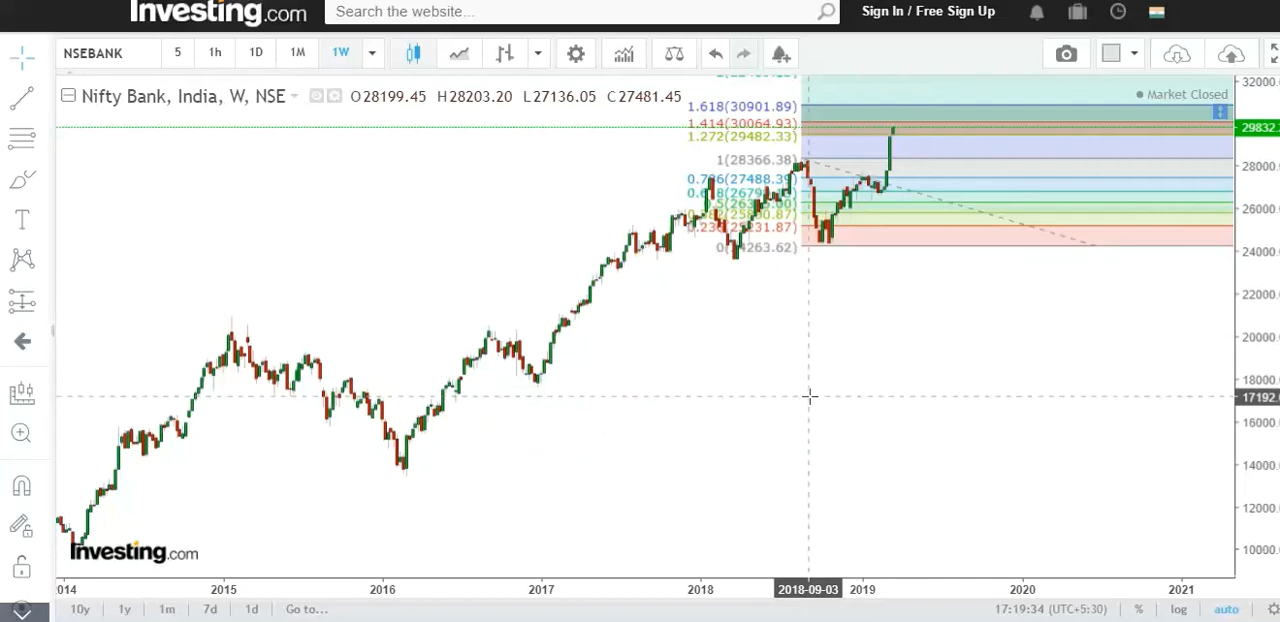 Investing.com Search the website... Sign In / Free Sign Up
NSEBANK 5 1h 1D 1M 1W
Nifty Bank, India, W, NSE O28199.45 H28203.20 L27136.05 C27481.45
Market Closed
32000.
1.618(30901.89)
1.414(30064.93)
29832.
1.272(29482.33)
1(28366.38)
28000.
26000.
0.236(25231.87)
24000.
22000.
20000.
18000.
17192.
16000.
14000.
12000.
10000.
Investing.com
2015 2016 2017 2018 2018-09-03 2019 2020 2021
10y 1y 1m 7d 1d Go to... 17:19:34 (UTC+5:30) % log auto